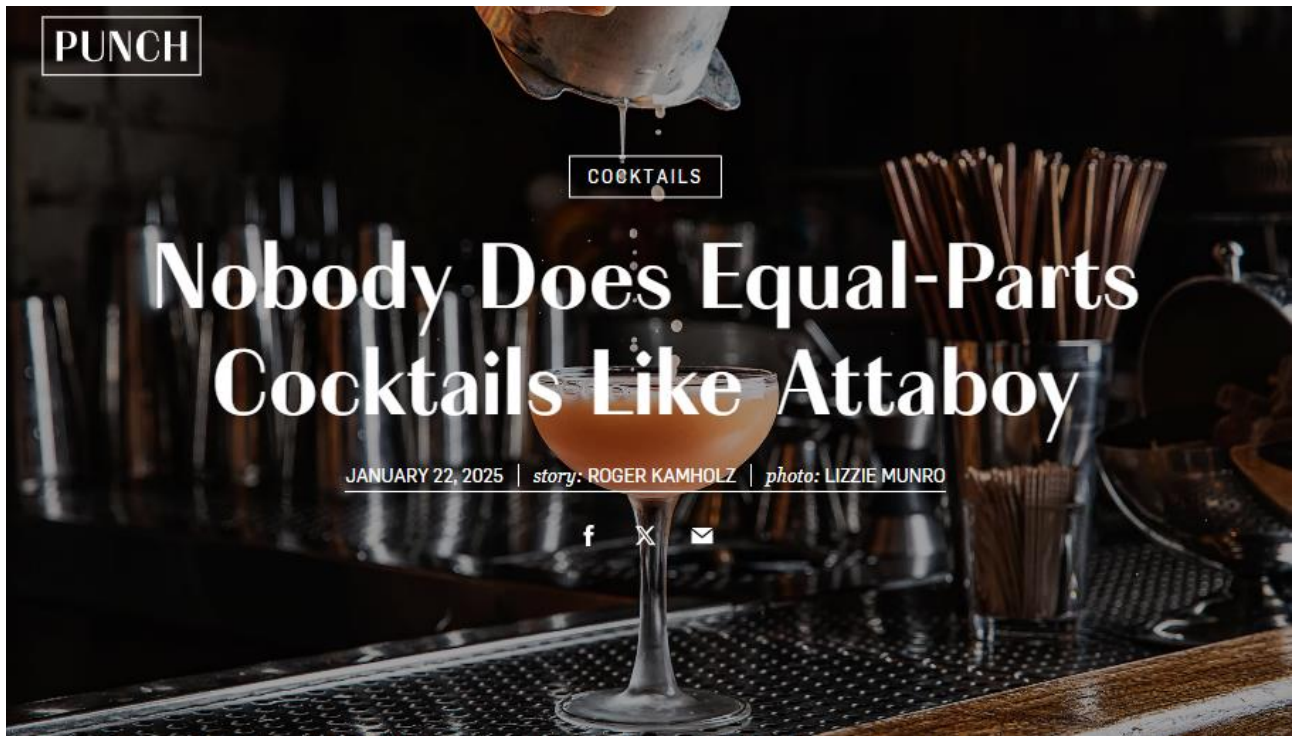 PUNCH
COCKTAILS
Nobody Does Equal-Parts
Cocktails Like Attaboy
JANUARY 22, 2025 | story: ROGER KAMHOLZ | photo: LIZZIE MUNRO